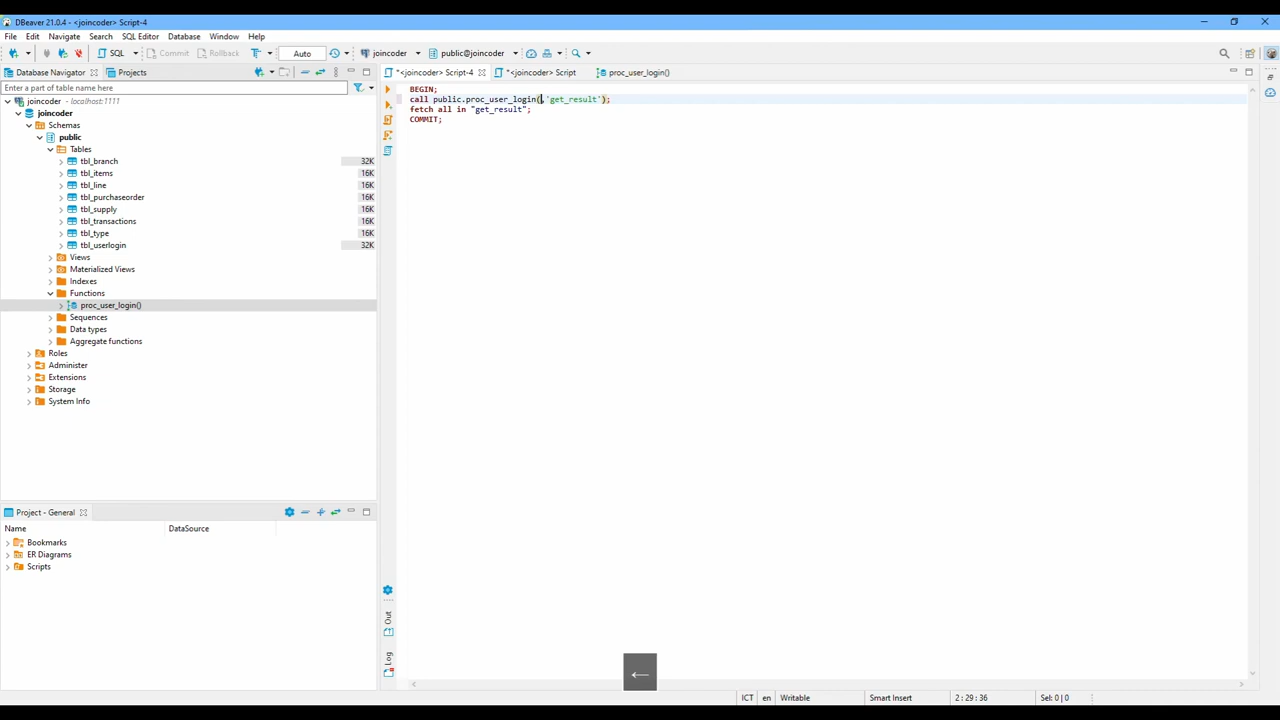 DBeaver 21.0.4 - <joincoder> Script-4
File Edit Navigate Search SQL Editor Database Window Help
SQL Commit Rollback Auto joincoder public@joincoder
Database Navigator Projects
*<joincoder> Script-4 *<joincoder> Script proc_user_login()
Enter a part of table name here
joincoder - localhost:1111
joincoder
Schemas
public
Tables
tbl_branch 32K
tbl_items 16K
tbl_line 16K
tbl_purchaseorder 16K
tbl_supply 16K
tbl_transactions 16K
tbl_type 16K
tbl_userlogin 32K
Views
Materialized Views
Indexes
Functions
proc_user_login()
Sequences
Data types
Aggregate functions
Roles
Administer
Extensions
Storage
System Info
BEGIN;
call public.proc_user_login(,'get_result');
fetch all in "get_result";
COMMIT;
Project - General
Name DataSource
Bookmarks
ER Diagrams
Scripts
Out
Log
←
ICT en Writable Smart Insert 2 : 29 : 36 Sel: 0 | 0